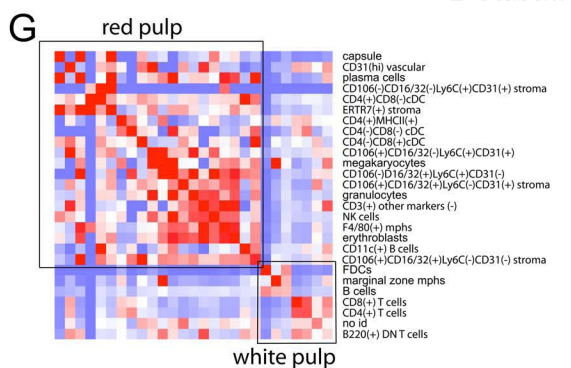 G
red pulp
capsule
CD31(hi) vascular
plasma cells
CD106(-)CD16/32(-)Ly6C(+)CD31(+) stroma
CD4(+)CD8(-)cDC
ERTR7(+) stroma
CD4(+)MHCII(+)
CD4(-)CD8(-) cDC
CD4(-)CD8(+)cDC
CD106(+)CD16/32(-)Ly6C(+)CD31(+)
megakaryocytes
CD106(-)D16/32(+)Ly6C(+)CD31(-)
CD106(+)CD16/32(+)Ly6C(-)CD31(+) stroma
granulocytes
CD3(+) other markers (-)
NK cells
F4/80(+) mphs
erythroblasts
CD11c(+) B cells
CD106(+)CD16/32(+)Ly6C(-)CD31(-) stroma
FDCs
marginal zone mphs
B cells
CD8(+) T cells
CD4(+) T cells
no id
B220(+) DN T cells
white pulp